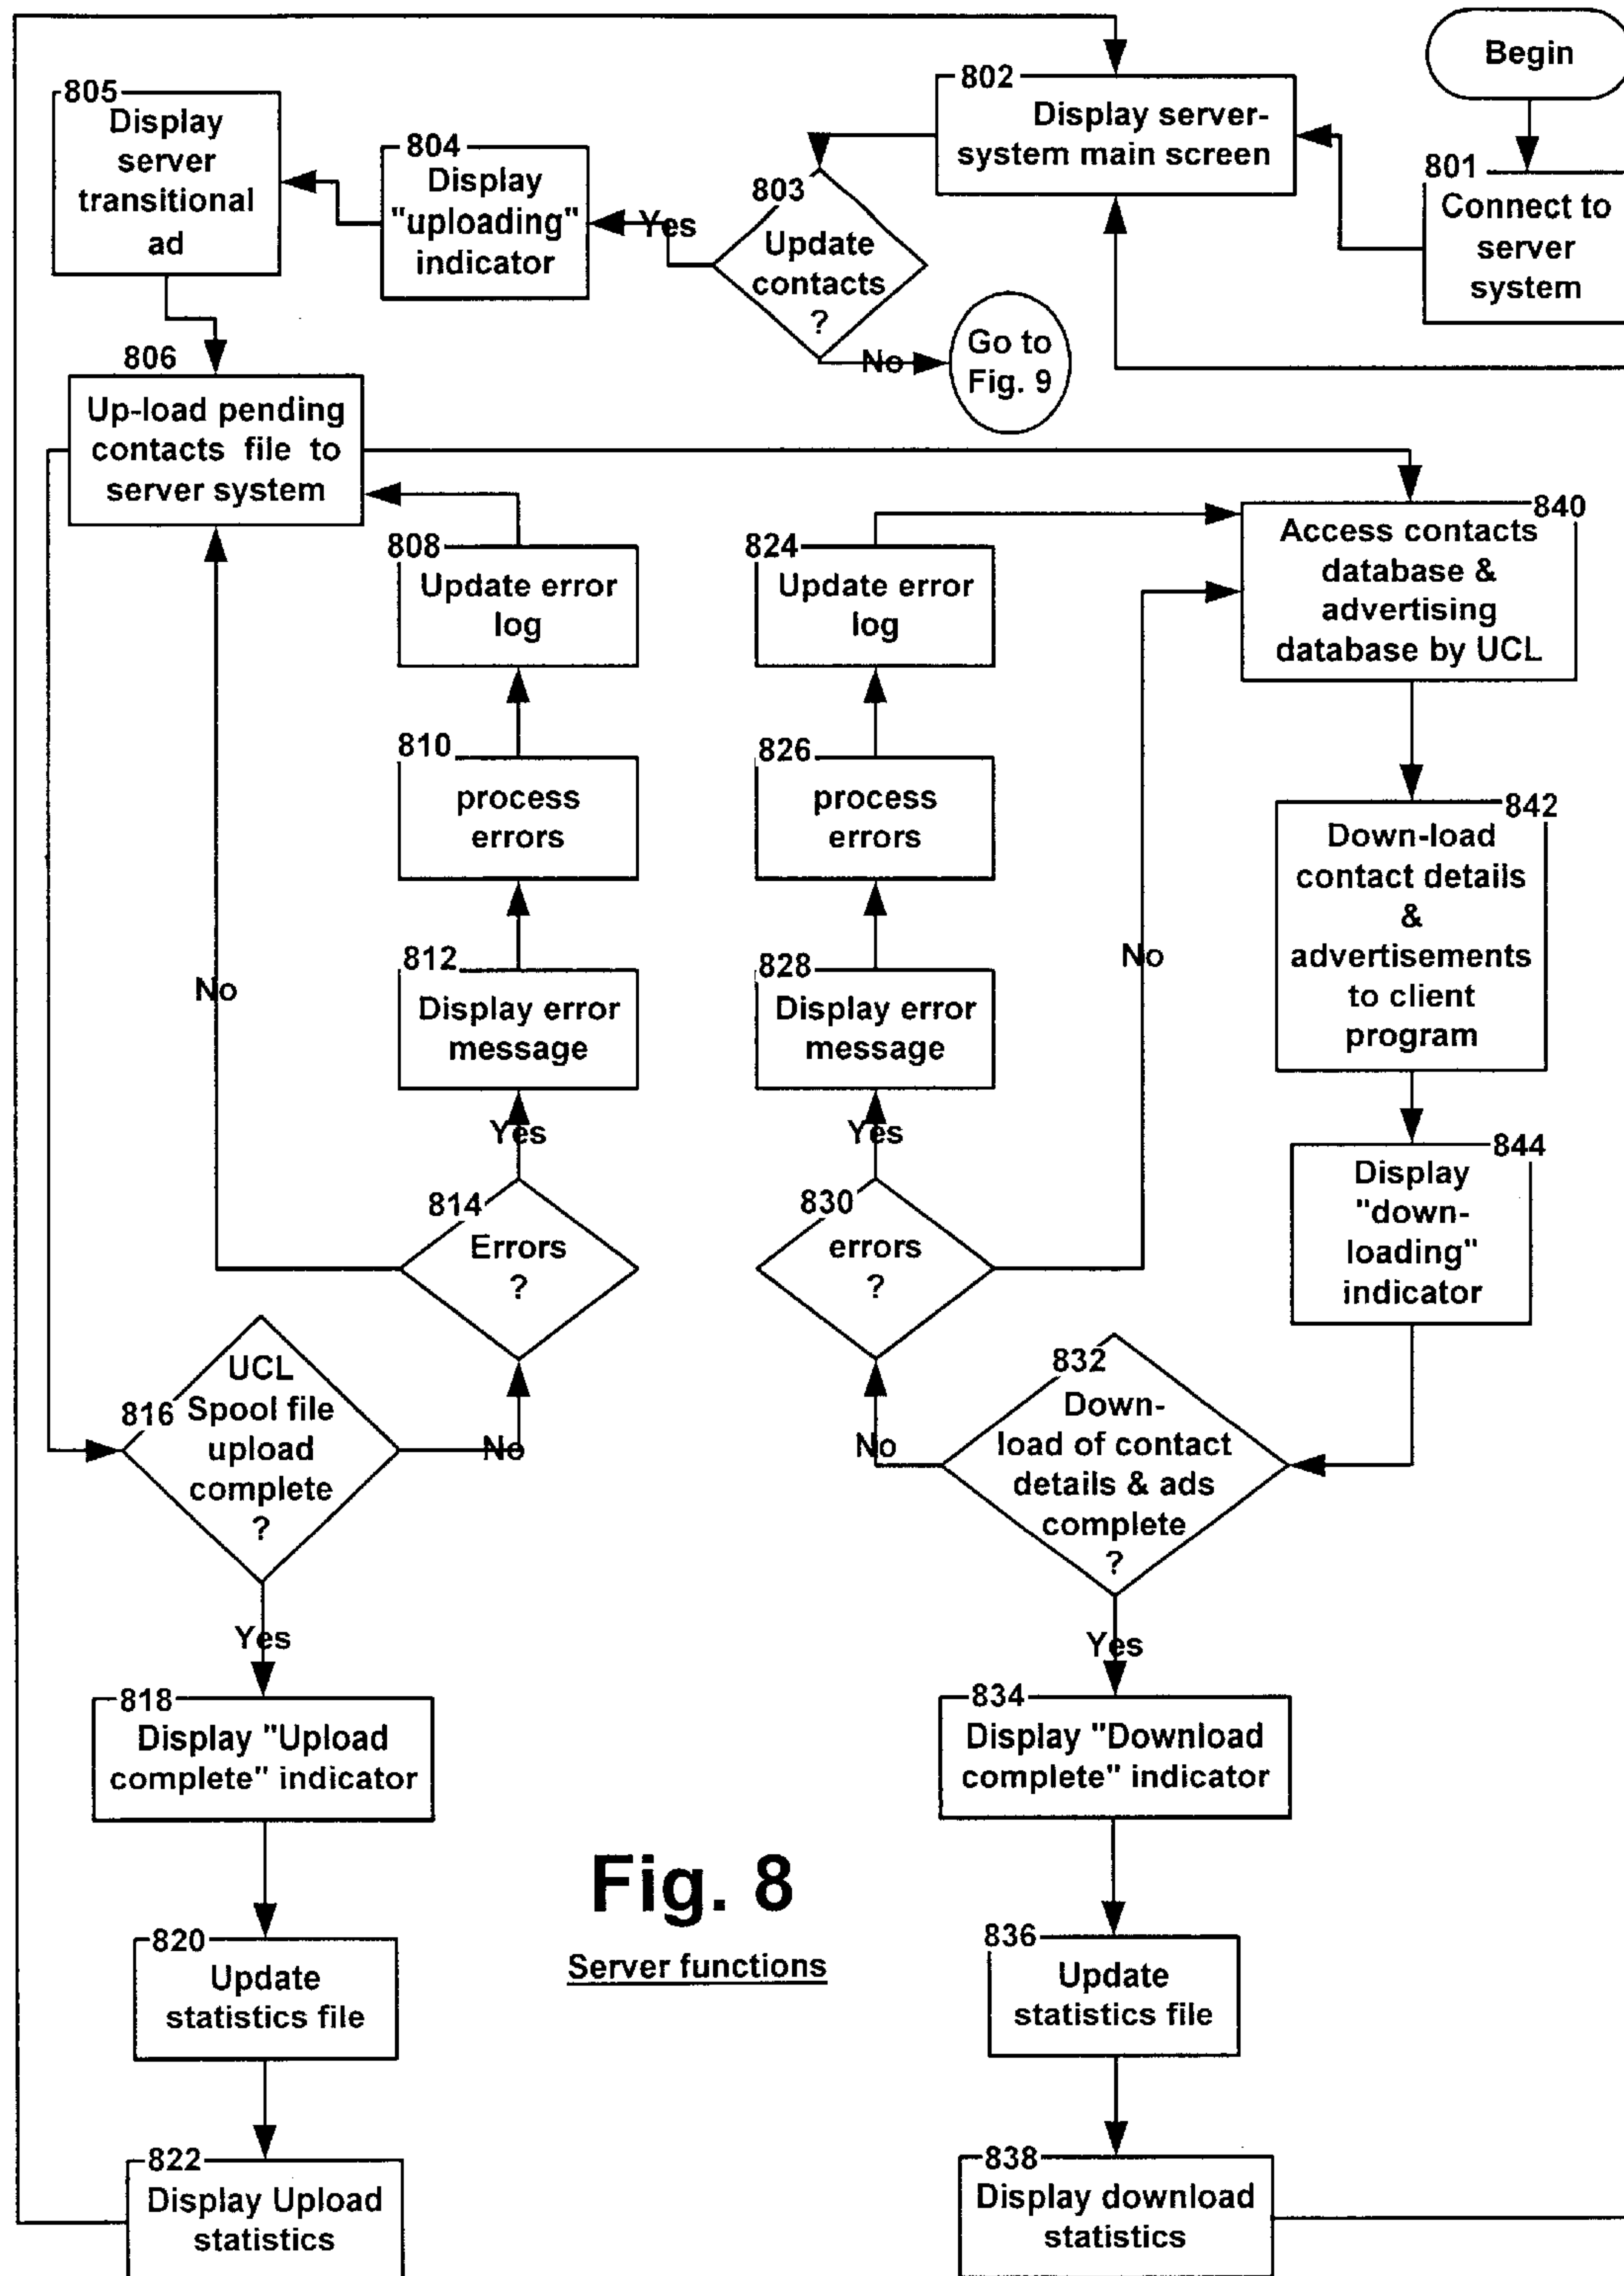 Begin
801
Connect to
server
system
802
Display server-
system main screen
803
Update
contacts
?
Yes
No
Go to
Fig. 9
804
Display
"uploading"
indicator
805
Display
server
transitional
ad
806
Up-load pending
contacts file to
server system
808
Update error
log
810
process
errors
812
Display error
message
Yes
814
Errors
?
No
816
UCL
Spool file
upload
complete
?
No
Yes
818
Display "Upload
complete" indicator
820
Update
statistics file
822
Display Upload
statistics
824
Update error
log
826
process
errors
828
Display error
message
Yes
830
errors
?
No
840
Access contacts
database &
advertising
database by UCL
842
Down-load
contact details
&
advertisements
to client
program
844
Display
"down-
loading"
indicator
832
Down-
load of contact
details & ads
complete
?
No
Yes
834
Display "Download
complete" indicator
836
Update
statistics file
838
Display download
statistics
Fig. 8
Server functions